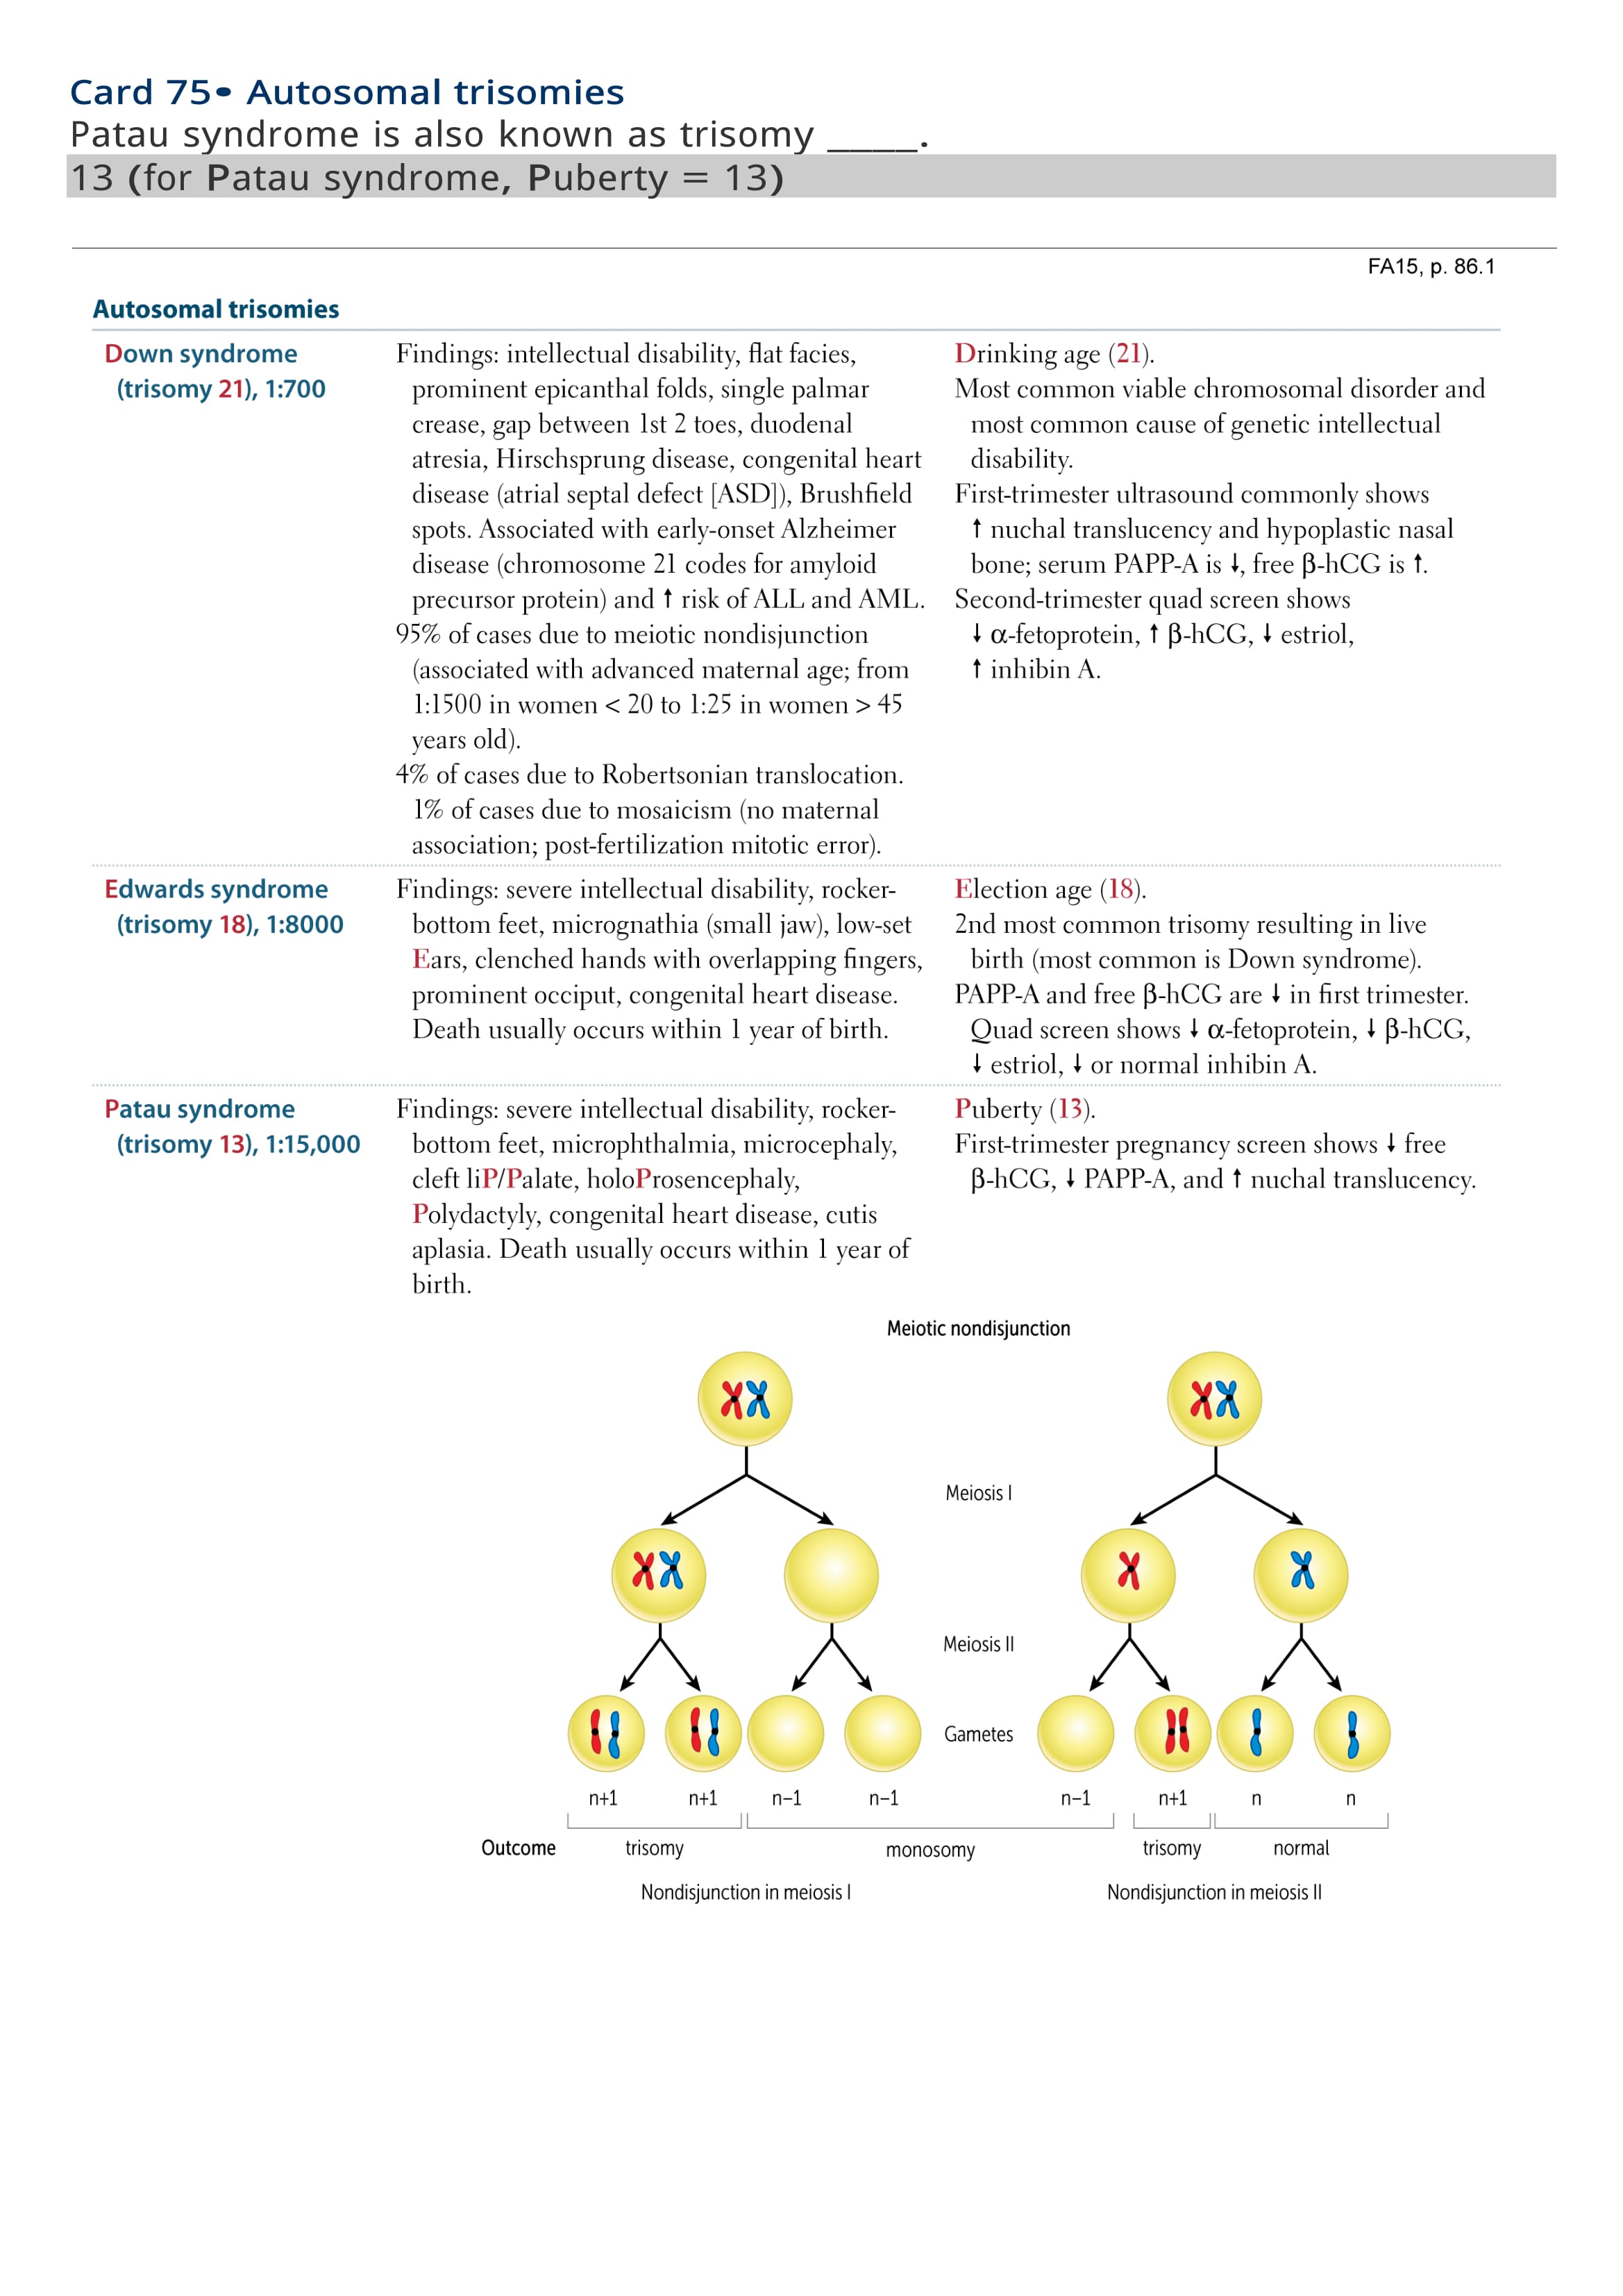 Card 75• Autosomal trisomies
Patau syndrome is also known as trisomy ____.
13 (for Patau syndrome, Puberty = 13)
FA15, p. 86.1
Autosomal trisomies
Down syndrome
(trisomy 21), 1:700
Findings: intellectual disability, flat facies,
prominent epicanthal folds, single palmar
crease, gap between 1st 2 toes, duodenal
atresia, Hirschsprung disease, congenital heart
disease (atrial septal defect [ASD]), Brushfield
spots. Associated with early-onset Alzheimer
disease (chromosome 21 codes for amyloid
precursor protein) and ↑ risk of ALL and AML.
95% of cases due to meiotic nondisjunction
(associated with advanced maternal age; from
1:1500 in women < 20 to 1:25 in women > 45
years old).
4% of cases due to Robertsonian translocation.
1% of cases due to mosaicism (no maternal
association; post-fertilization mitotic error).
Drinking age (21).
Most common viable chromosomal disorder and
most common cause of genetic intellectual
disability.
First-trimester ultrasound commonly shows
↑ nuchal translucency and hypoplastic nasal
bone; serum PAPP-A is ↓, free β-hCG is ↑.
Second-trimester quad screen shows
↓ α-fetoprotein, ↑ β-hCG, ↓ estriol,
↑ inhibin A.
Edwards syndrome
(trisomy 18), 1:8000
Findings: severe intellectual disability, rocker-
bottom feet, micrognathia (small jaw), low-set
Ears, clenched hands with overlapping fingers,
prominent occiput, congenital heart disease.
Death usually occurs within 1 year of birth.
Election age (18).
2nd most common trisomy resulting in live
birth (most common is Down syndrome).
PAPP-A and free β-hCG are ↓ in first trimester.
Quad screen shows ↓ α-fetoprotein, ↓ β-hCG,
↓ estriol, ↓ or normal inhibin A.
Patau syndrome
(trisomy 13), 1:15,000
Findings: severe intellectual disability, rocker-
bottom feet, microphthalmia, microcephaly,
cleft liP/Palate, holoProsencephaly,
Polydactyly, congenital heart disease, cutis
aplasia. Death usually occurs within 1 year of
birth.
Puberty (13).
First-trimester pregnancy screen shows ↓ free
β-hCG, ↓ PAPP-A, and ↑ nuchal translucency.
Meiotic nondisjunction
Meiosis I
Meiosis II
Gametes
n+1 n+1 n−1 n−1 n−1 n+1 n n
Outcome trisomy monosomy trisomy normal
Nondisjunction in meiosis I Nondisjunction in meiosis II